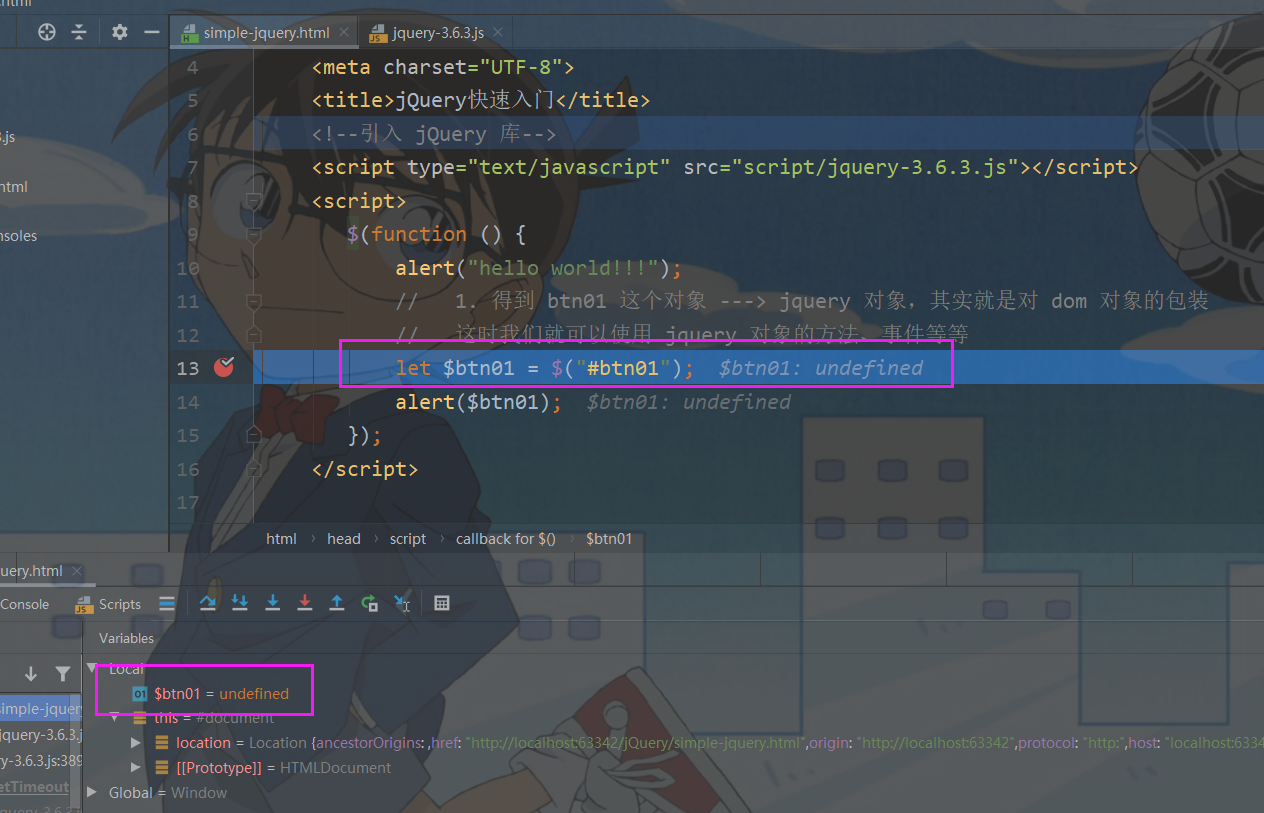 .html
simple-jquery.html
jquery-3.6.3.js
4 <meta charset="UTF-8">
5 <title>jQuery快速入门</title>
6 <!--引入 jQuery 库-->
7 <script type="text/javascript" src="script/jquery-3.6.3.js"></script>
8 <script>
9 $(function () {
10 alert("hello world!!!");
11 // 1. 得到 btn01 这个对象 ---> jquery 对象，其实就是对 dom 对象的包装
12 // 这时我们就可以使用 jquery 对象的方法、事件等等
13 let $btn01 = $("#btn01"); $btn01: undefined
14 alert($btn01); $btn01: undefined
15 });
16 </script>
17
.js
html
nsoles
html › head › script › callback for $() › $btn01
uery.html
Console
JS Scripts
Variables
Local
01 $btn01 = undefined
this = #document
location = Location {ancestorOrigins: ,href: "http://localhost:63342/jQuery/simple-jquery.html",origin: "http://localhost:63342",protocol: "http:",host: "localhost:6334
[[Prototype]] = HTMLDocument
Global = Window
simple-jquer
jquery-3.6.3.j
ry-3.6.3.js:389
etTimeout